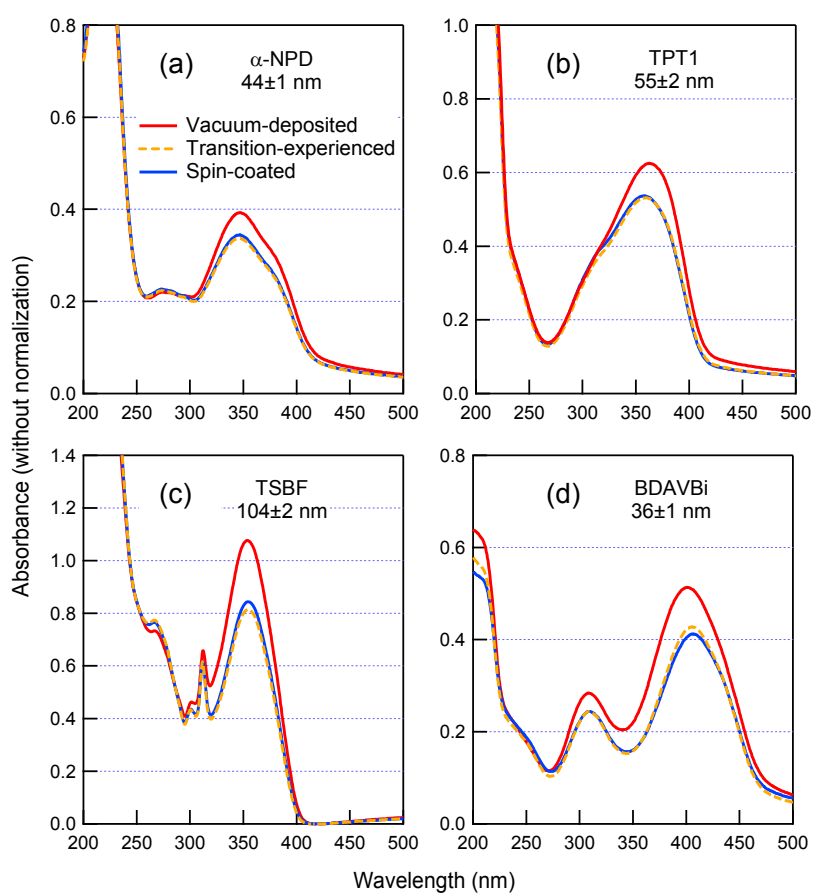 Absorbance (without normalization)
(a)
α-NPD
44±1 nm
Vacuum-deposited
Transition-experienced
Spin-coated
0.8
0.6
0.4
0.2
0.0
200 250 300 350 400 450 500
(b)
TPT1
55±2 nm
1.0
0.8
0.6
0.4
0.2
0.0
200 250 300 350 400 450 500
(c)
TSBF
104±2 nm
1.4
1.2
1.0
0.8
0.6
0.4
0.2
0.0
200 250 300 350 400 450 500
(d)
BDAVBi
36±1 nm
0.8
0.6
0.4
0.2
0.0
200 250 300 350 400 450 500
Wavelength (nm)